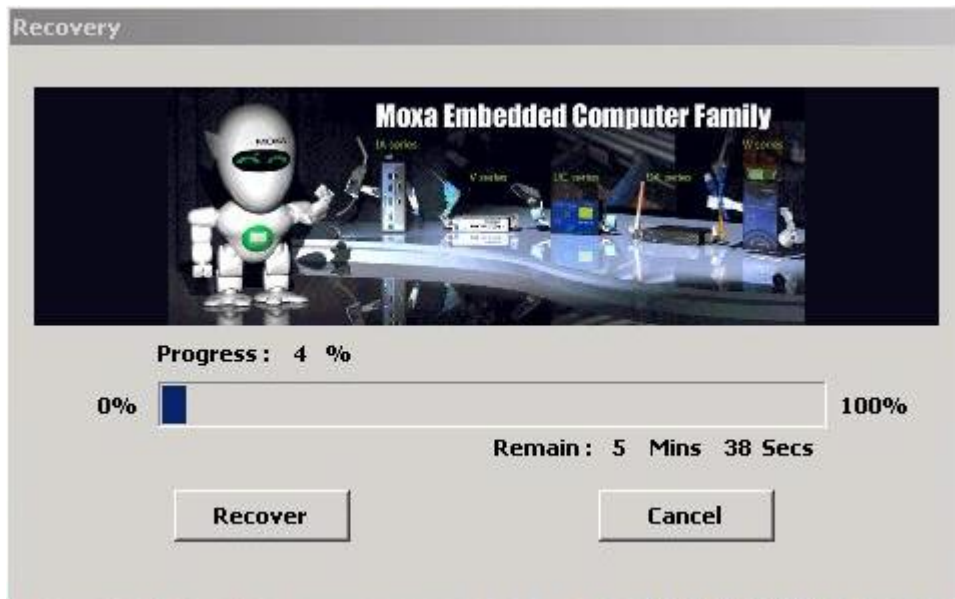 Recovery
Moxa Embedded Computer Family
MOXA
IA series
V series
UC series
DA series
W series
Progress : 4 %
0%
100%
Remain : 5 Mins 38 Secs
Recover
Cancel